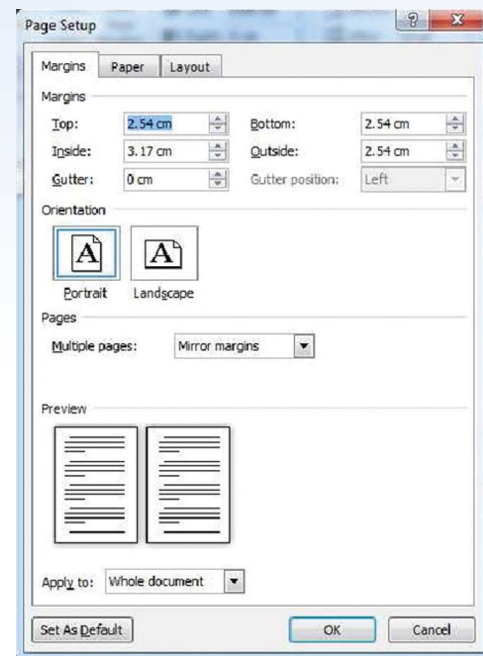 Page Setup
Margins Paper Layout
Margins
Top: 2.54 cm Bottom: 2.54 cm
Inside: 3.17 cm Outside: 2.54 cm
Gutter: 0 cm Gutter position: Left
Orientation
A A
Portrait Landscape
Pages
Multiple pages: Mirror margins
Preview
Apply to: Whole document
Set As Default OK Cancel